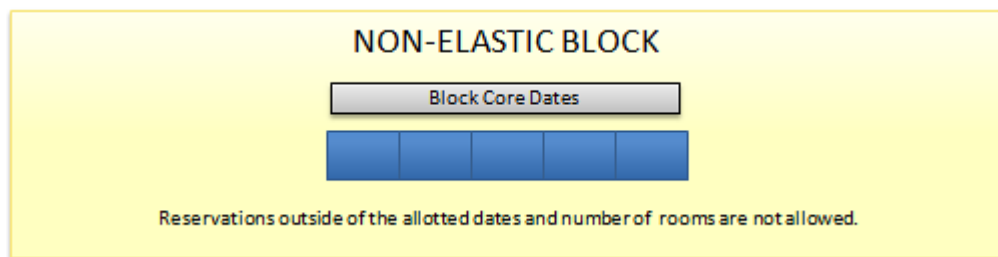 NON-ELASTIC BLOCK
Block Core Dates
Reservations outside of the allotted dates and number of rooms are not allowed.